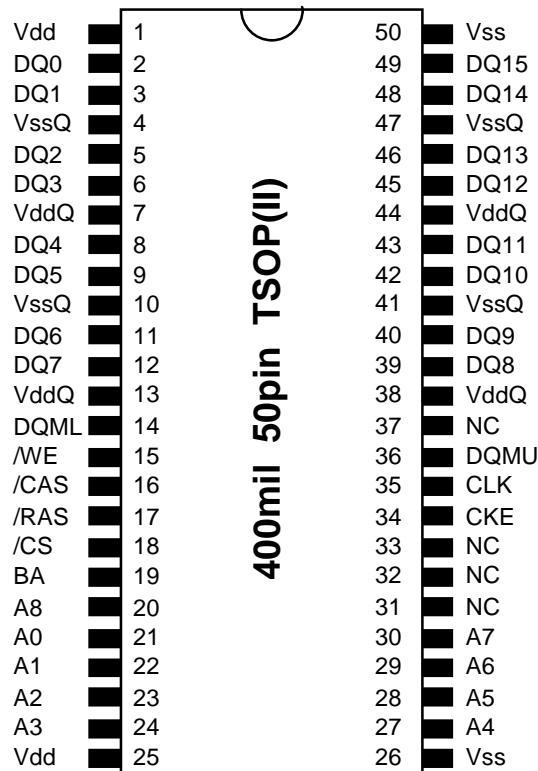 Vdd 1 50 Vss
DQ0 2 49 DQ15
DQ1 3 48 DQ14
VssQ 4 47 VssQ
DQ2 5 46 DQ13
DQ3 6 45 DQ12
VddQ 7 44 VddQ
DQ4 8 43 DQ11
DQ5 9 42 DQ10
VssQ 10 41 VssQ
DQ6 11 40 DQ9
DQ7 12 39 DQ8
VddQ 13 38 VddQ
DQML 14 37 NC
/WE 15 36 DQMU
/CAS 16 35 CLK
/RAS 17 34 CKE
/CS 18 33 NC
BA 19 32 NC
A8 20 31 NC
A0 21 30 A7
A1 22 29 A6
A2 23 28 A5
A3 24 27 A4
Vdd 25 26 Vss
400mil 50pin TSOP(II)